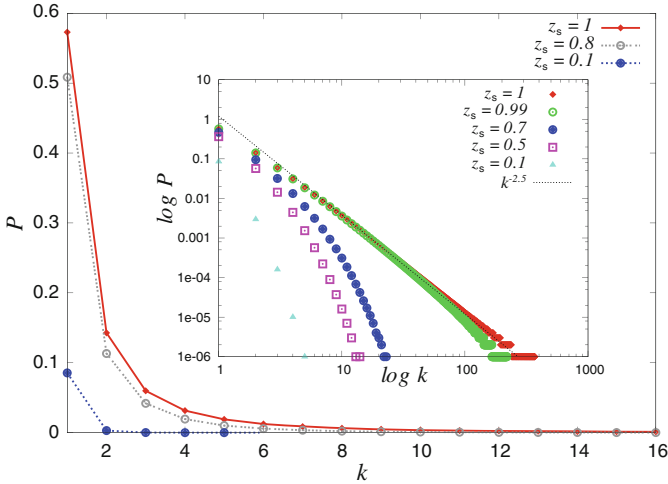 0.6
0.5
0.4
0.3
0.2
0.1
0
P
2 4 6 8 10 12 14 16
k
z_s = 1
z_s = 0.8
z_s = 0.1
10
1
0.1
0.01
0.001
1e-04
1e-05
1e-06
log P
1 10 100 1000
log k
z_s = 1
z_s = 0.99
z_s = 0.7
z_s = 0.5
z_s = 0.1
k^-2.5